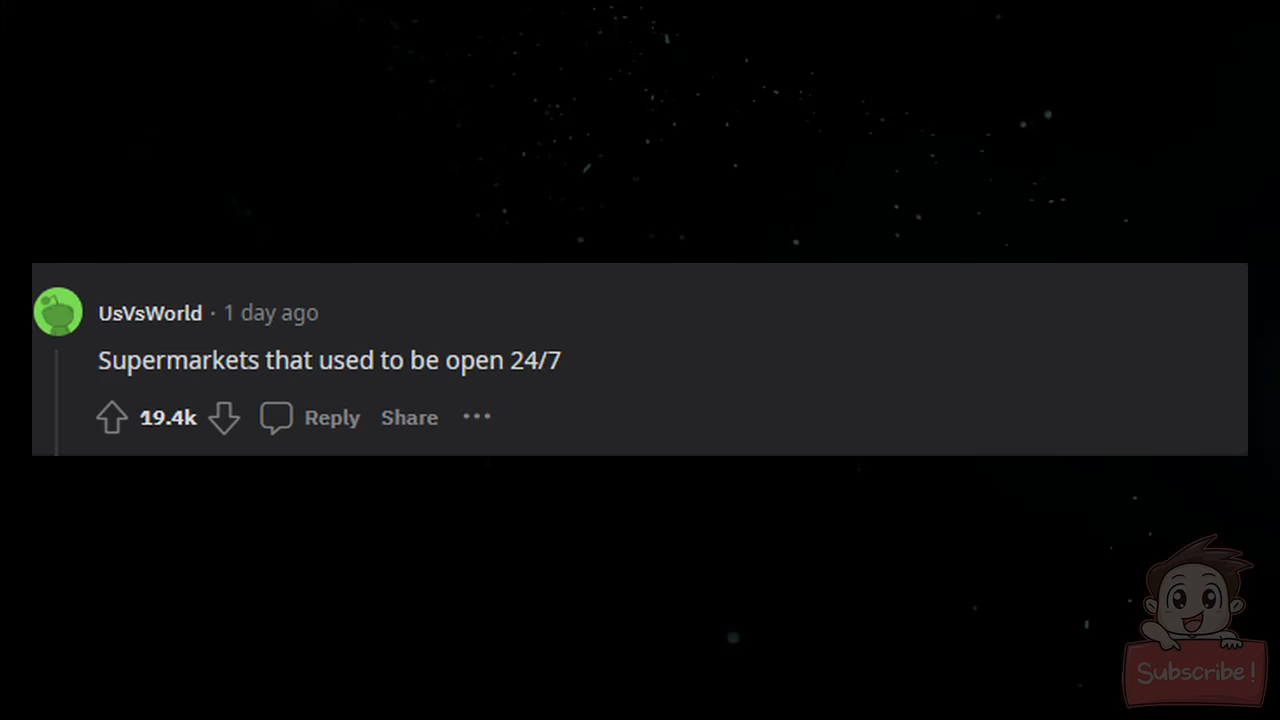 UsVsWorld · 1 day ago
Supermarkets that used to be open 24/7
19.4k Reply Share ···
Subscribe!